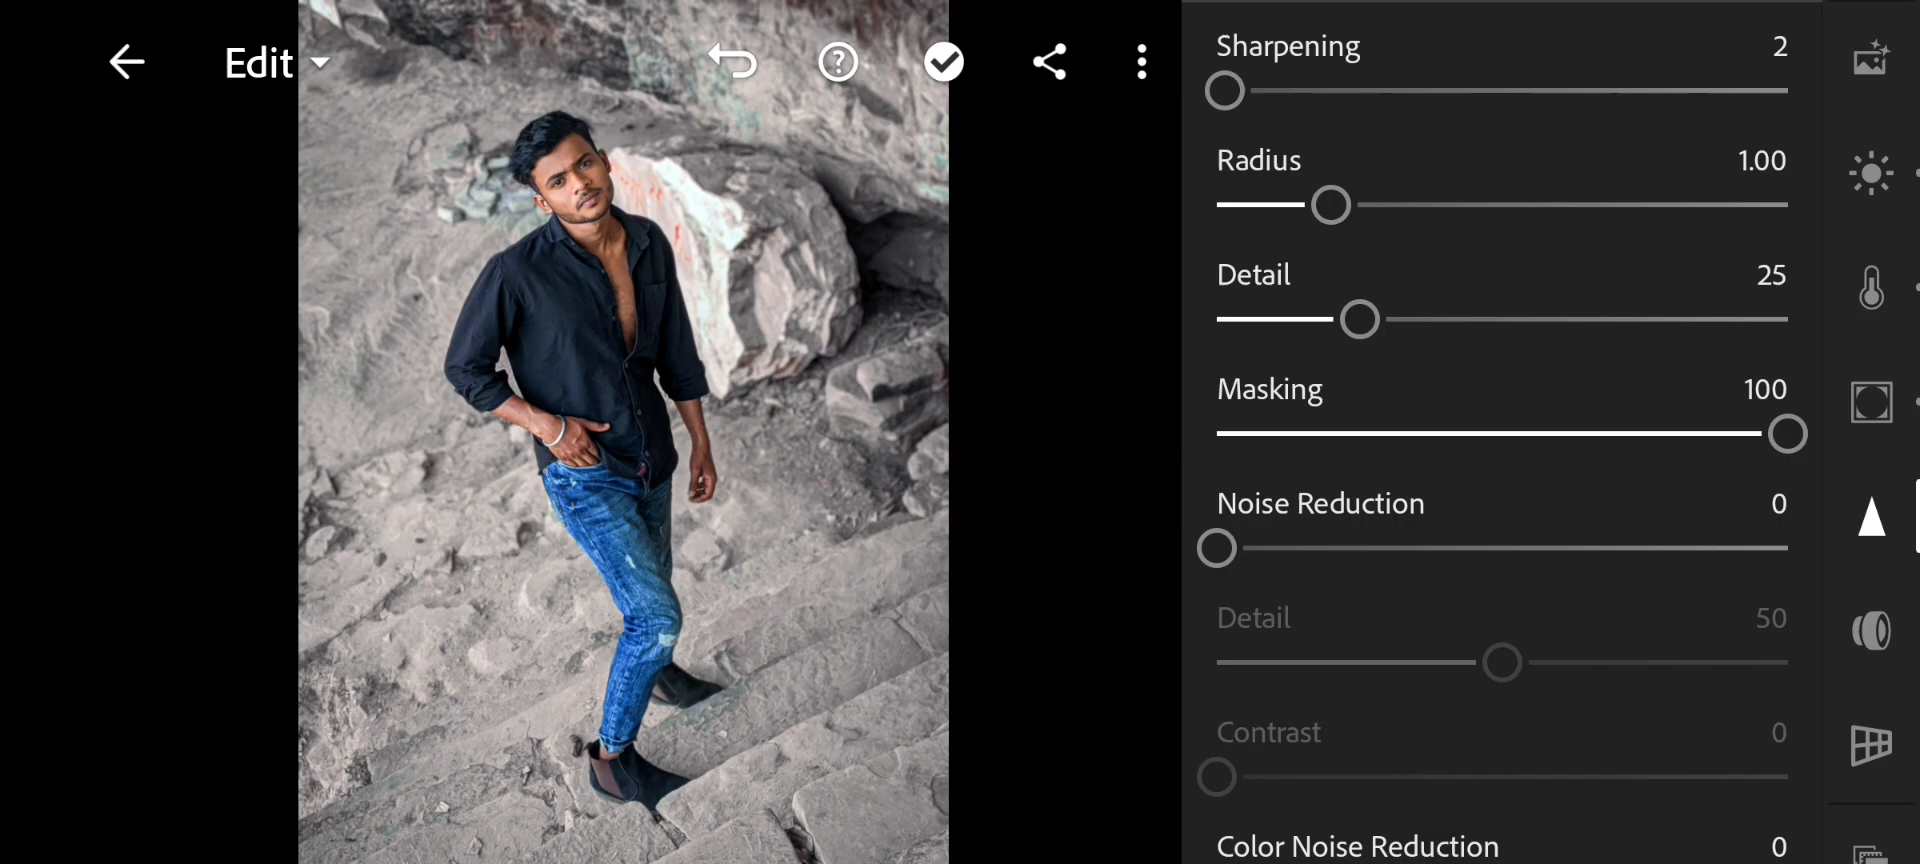 Edit
Sharpening 2
Radius 1.00
Detail 25
Masking 100
Noise Reduction 0
Detail 50
Contrast 0
Color Noise Reduction 0